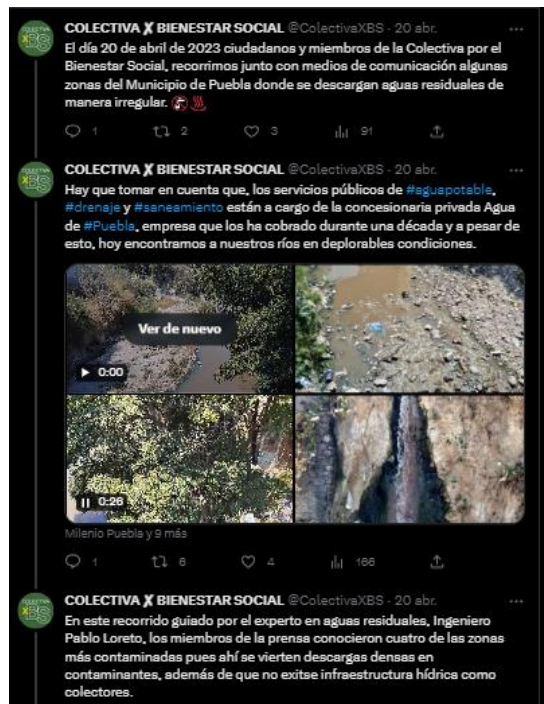 COLECTIVA X BIENESTAR SOCIAL @ColectivaXBS · 20 abr.
El día 20 de abril de 2023 ciudadanos y miembros de la Colectiva por el
Bienestar Social, recorrimos junto con medios de comunicación algunas
zonas del Municipio de Puebla donde se descargan aguas residuales de
manera irregular.
1 2 3 91
COLECTIVA X BIENESTAR SOCIAL @ColectivaXBS · 20 abr.
Hay que tomar en cuenta que, los servicios públicos de #aguapotable,
#drenaje y #saneamiento están a cargo de la concesionaria privada Agua
de #Puebla, empresa que los ha cobrado durante una década y a pesar de
esto, hoy encontramos a nuestros ríos en deplorables condiciones.
Ver de nuevo
0:00
0:26
Milenio Puebla y 9 más
1 6 4 166
COLECTIVA X BIENESTAR SOCIAL @ColectivaXBS · 20 abr.
En este recorrido guiado por el experto en aguas residuales, Ingeniero
Pablo Loreto, los miembros de la prensa conocieron cuatro de las zonas
más contaminadas pues ahí se vierten descargas densas en
contaminantes, además de que no exitse infraestructura hídrica como
colectores.